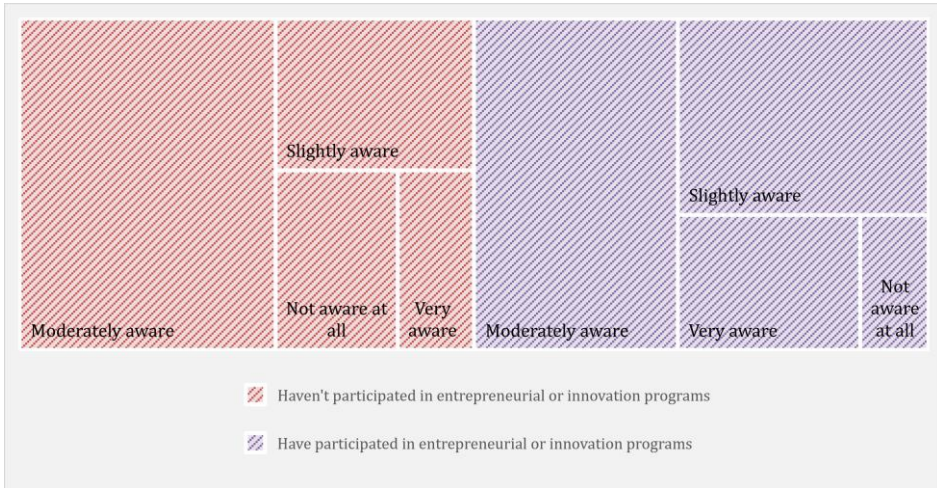 Slightly aware
Slightly aware
Moderately aware
Not aware at
all
Very
aware
Moderately aware
Very aware
Not
aware
at all
Haven't participated in entrepreneurial or innovation programs
Have participated in entrepreneurial or innovation programs